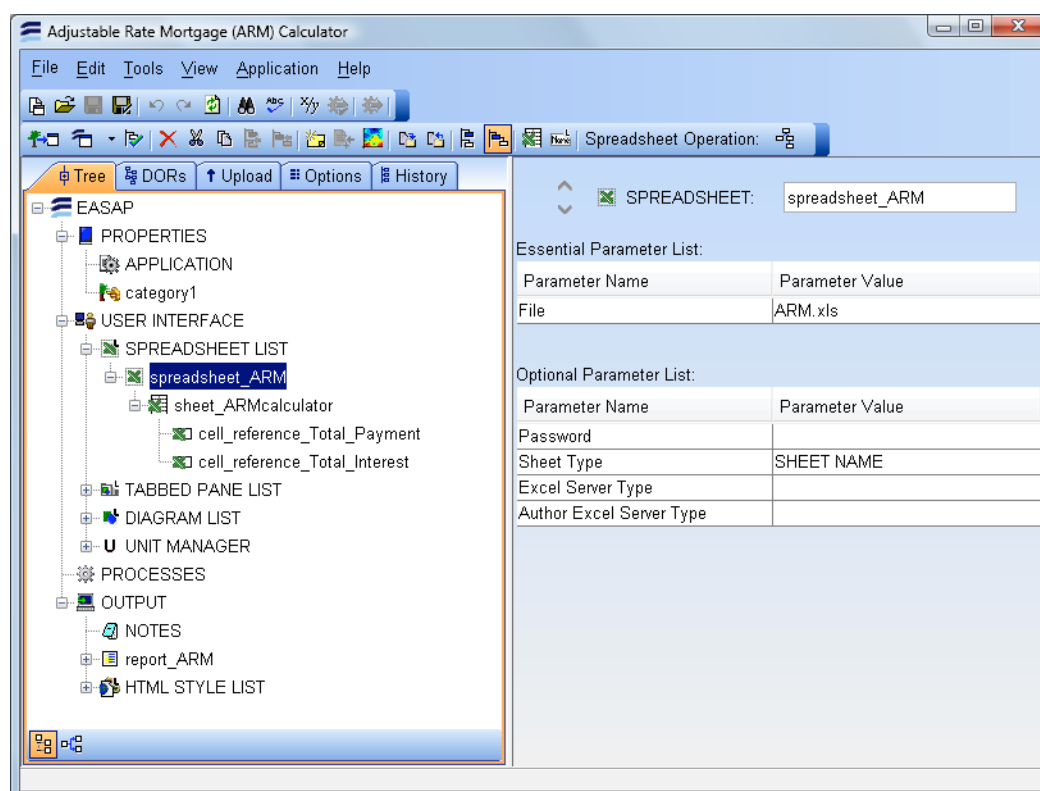 Adjustable Rate Mortgage (ARM) Calculator
File Edit Tools View Application Help
ABC X/y
Spreadsheet Operation:
Tree DORs Upload Options History
EASAP
PROPERTIES
APPLICATION
category1
USER INTERFACE
SPREADSHEET LIST
spreadsheet_ARM
sheet_ARMcalculator
cell_reference_Total_Payment
cell_reference_Total_Interest
TABBED PANE LIST
DIAGRAM LIST
U UNIT MANAGER
PROCESSES
OUTPUT
NOTES
report_ARM
HTML STYLE LIST
SPREADSHEET: spreadsheet_ARM
Essential Parameter List:
Parameter Name Parameter Value
File ARM.xls
Optional Parameter List:
Parameter Name Parameter Value
Password
Sheet Type SHEET NAME
Excel Server Type
Author Excel Server Type